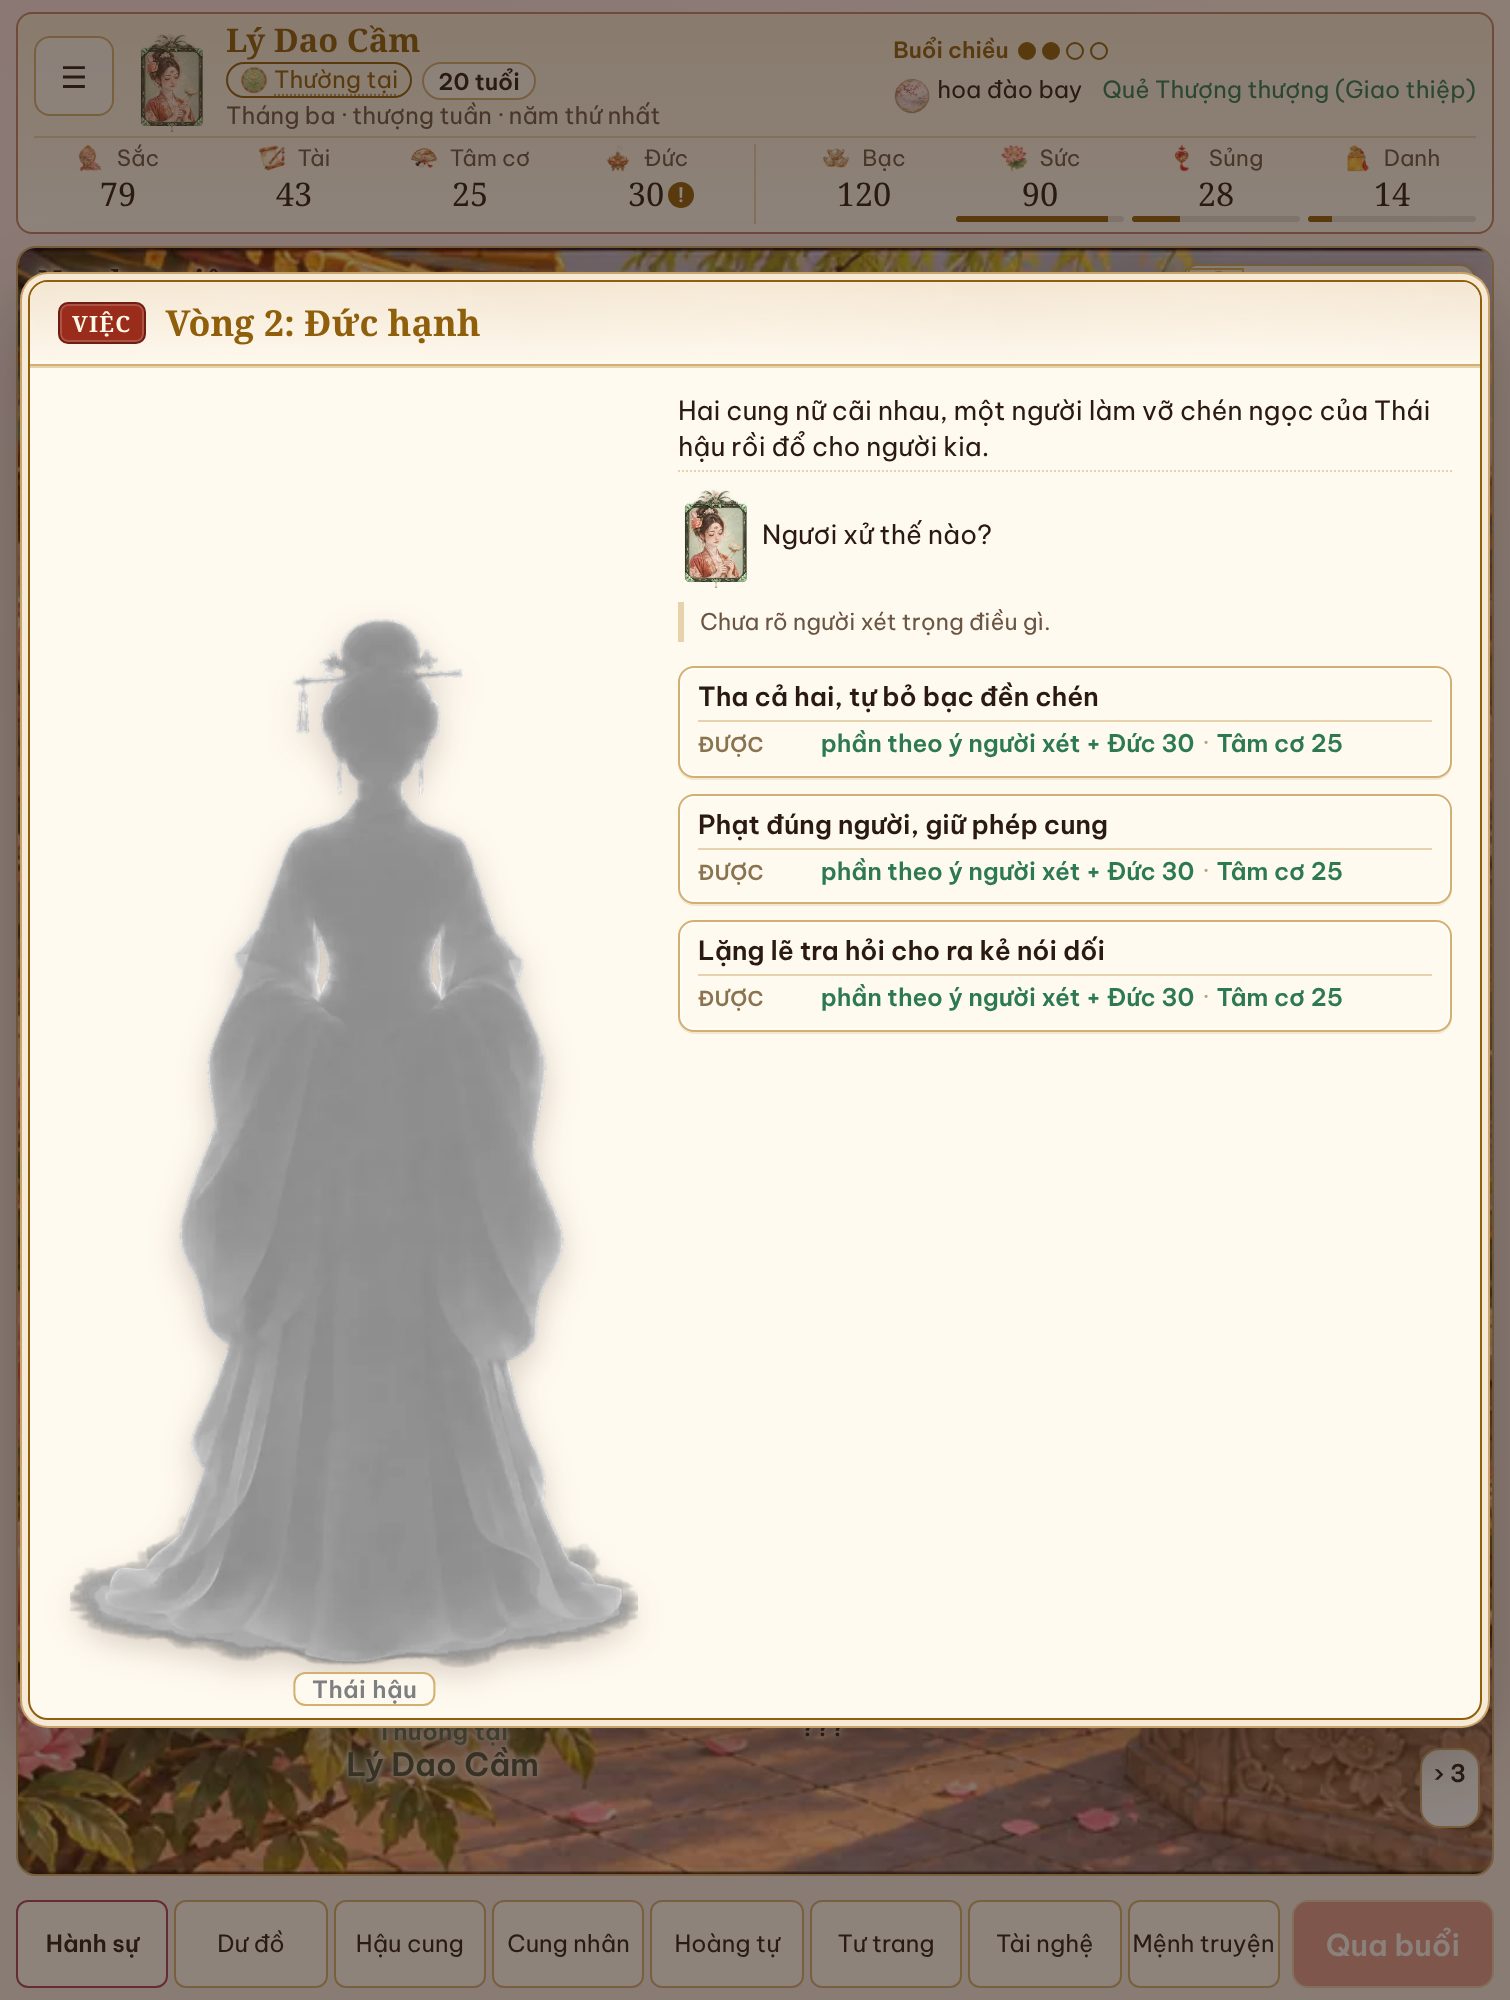 ☰
Lý Dao Cầm
Thường tại
20 tuổi
Tháng ba · thượng tuần · năm thứ nhất
Buổi chiều
hoa đào bay
Quẻ Thượng thượng (Giao thiệp)
Sắc
79
Tài
43
Tâm cơ
25
Đức
30 !
Bạc
120
Sức
90
Sủng
28
Danh
14
VIỆC
Vòng 2: Đức hạnh
Hai cung nữ cãi nhau, một người làm vỡ chén ngọc của Thái
hậu rồi đổ cho người kia.
Ngươi xử thế nào?
Chưa rõ người xét trọng điều gì.
Tha cả hai, tự bỏ bạc đền chén
ĐƯỢC phần theo ý người xét + Đức 30 · Tâm cơ 25
Phạt đúng người, giữ phép cung
ĐƯỢC phần theo ý người xét + Đức 30 · Tâm cơ 25
Lặng lẽ tra hỏi cho ra kẻ nói dối
ĐƯỢC phần theo ý người xét + Đức 30 · Tâm cơ 25
Thái hậu
Thường tại
Lý Dao Cầm
???
› 3
Hành sự
Dư đồ
Hậu cung
Cung nhân
Hoàng tự
Tư trang
Tài nghệ
Mệnh truyện
Qua buổi